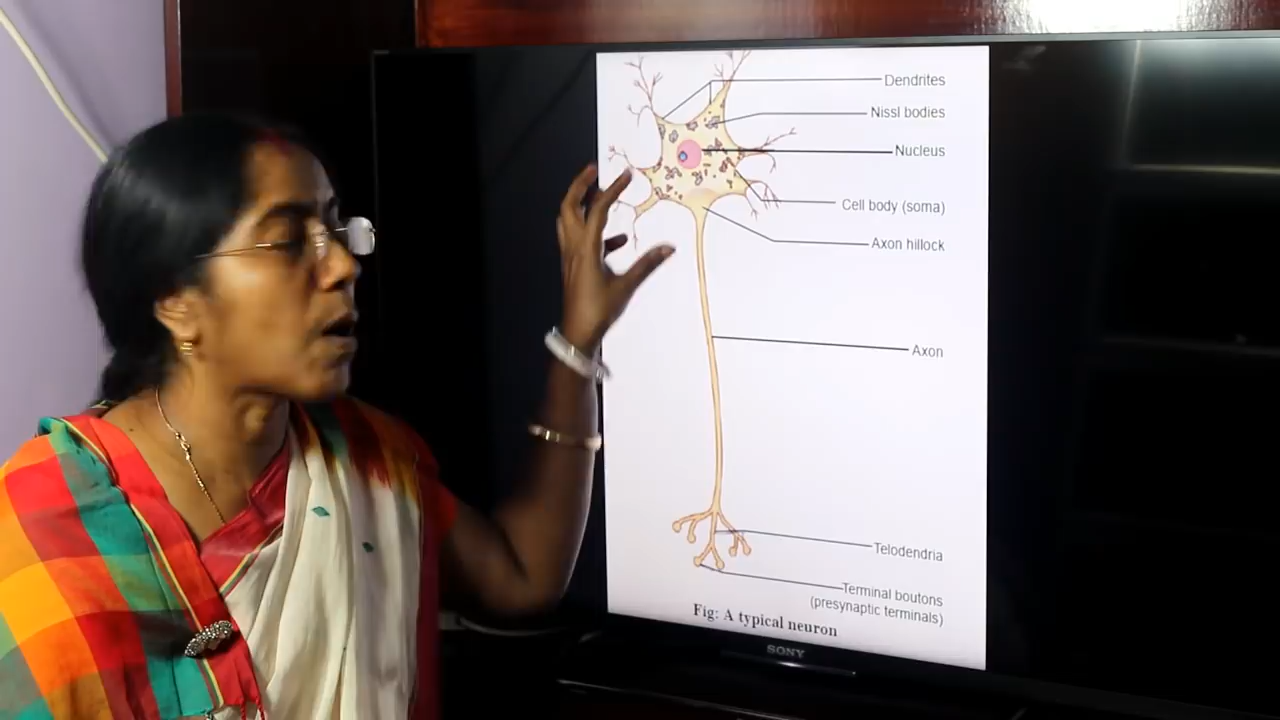 Dendrites
Nissl bodies
Nucleus
Cell body (soma)
Axon hillock
Axon
Telodendria
Terminal boutons
(presynaptic terminals)
Fig: A typical neuron
SONY